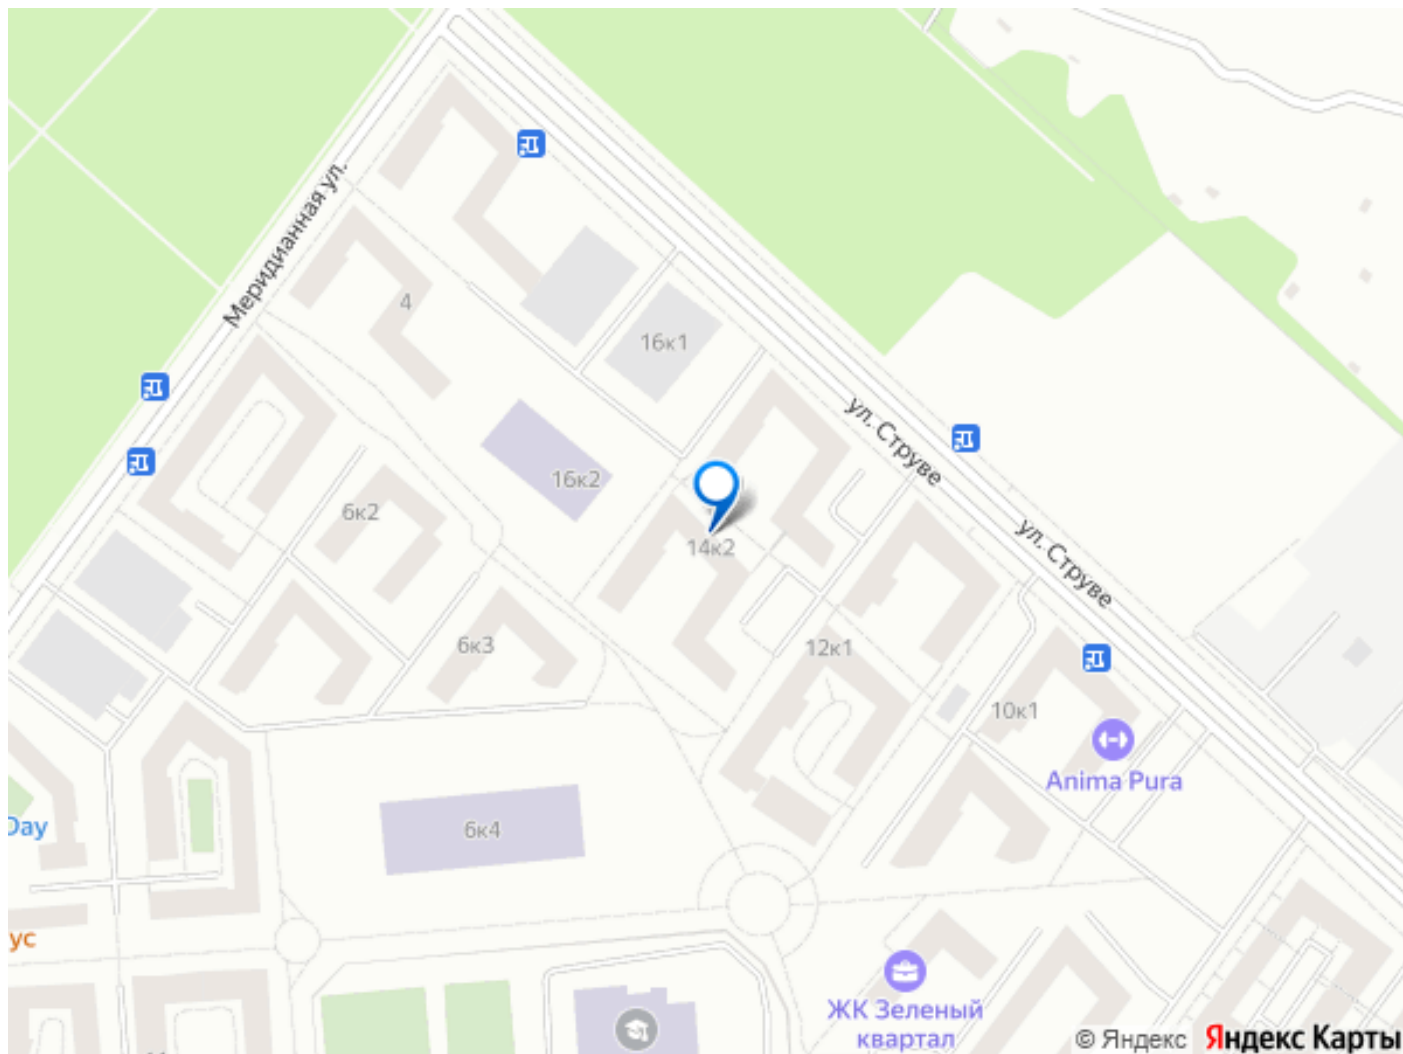 Меридианная ул.
4
16к1
ул. Струве
16к2
6к2
14к2
ул. Струве
6к3
12к1
10к1
Anima Pura
Day
6к4
ус
ЖК Зеленый
квартал
© Яндекс Яндекс Карты